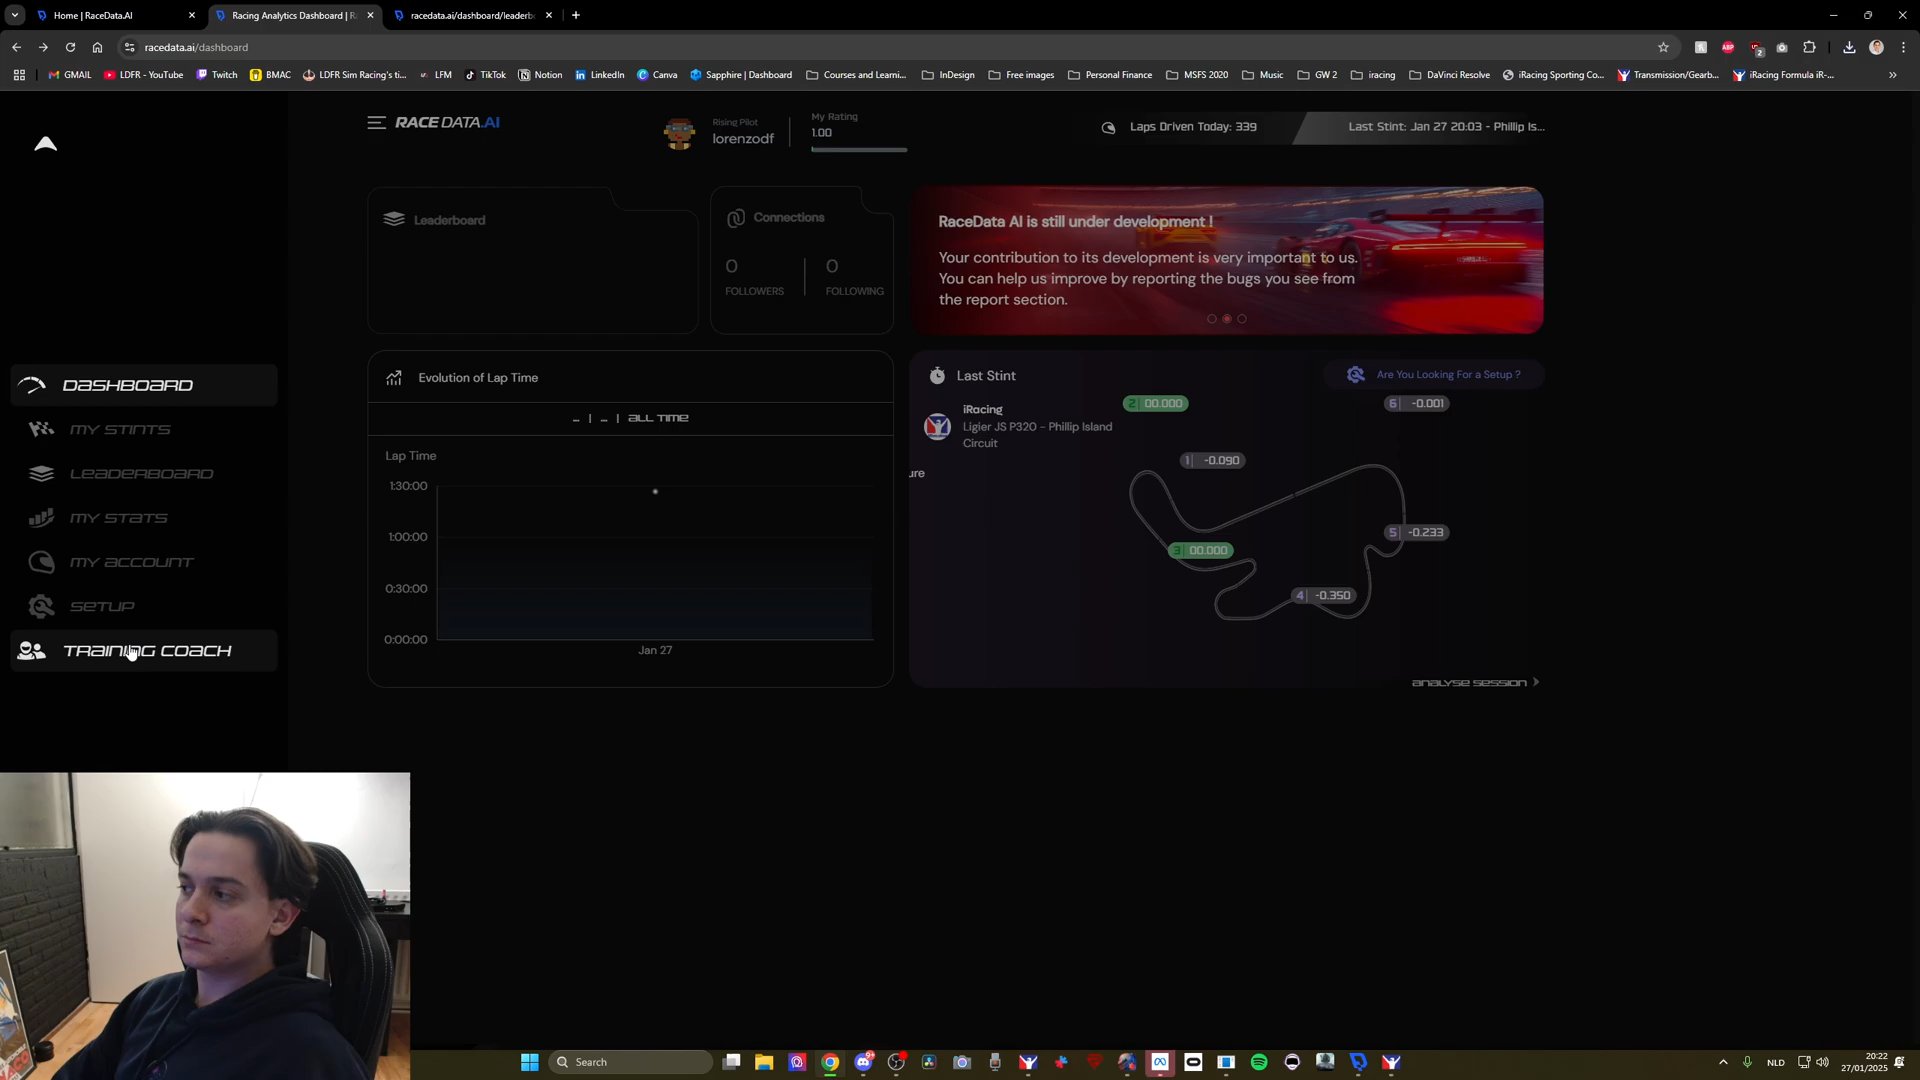 Home | RaceData.AI
Racing Analytics Dashboard | R
racedata.ai/dashboard/leaderb
racedata.ai/dashboard
GMAIL
LDFR - YouTube
Twitch
BMAC
LDFR Sim Racing's ti...
LFM
TikTok
Notion
LinkedIn
Canva
Sapphire | Dashboard
Courses and Learni...
InDesign
Free images
Personal Finance
MSFS 2020
Music
GW 2
iracing
DaVinci Resolve
iRacing Sporting Co...
Transmission/Gearb...
iRacing Formula iR-...
RACE DATA.AI
Rising Pilot
lorenzodf
My Rating
1.00
Laps Driven Today: 339
Last Stint: Jan 27 20:03 - Phillip Is...
Leaderboard
Connections
0
FOLLOWERS
0
FOLLOWING
RaceData AI is still under development !
Your contribution to its development is very important to us.
You can help us improve by reporting the bugs you see from
the report section.
DASHBOARD
MY STINTS
LEADERBOARD
MY STATS
MY ACCOUNT
SETUP
TRAINING COACH
Evolution of Lap Time
_ | _ | ALL TIME
Lap Time
1:30:00
1:00:00
0:30:00
0:00:00
Jan 27
Last Stint
Are You Looking For a Setup ?
iRacing
Ligier JS P320 - Phillip Island
Circuit
ure
2 | 00.000
6 | -0.001
1 | -0.090
5 | -0.233
3 | 00.000
4 | -0.350
ANALYSE SESSION
Search
NLD
20:22
27/01/2025